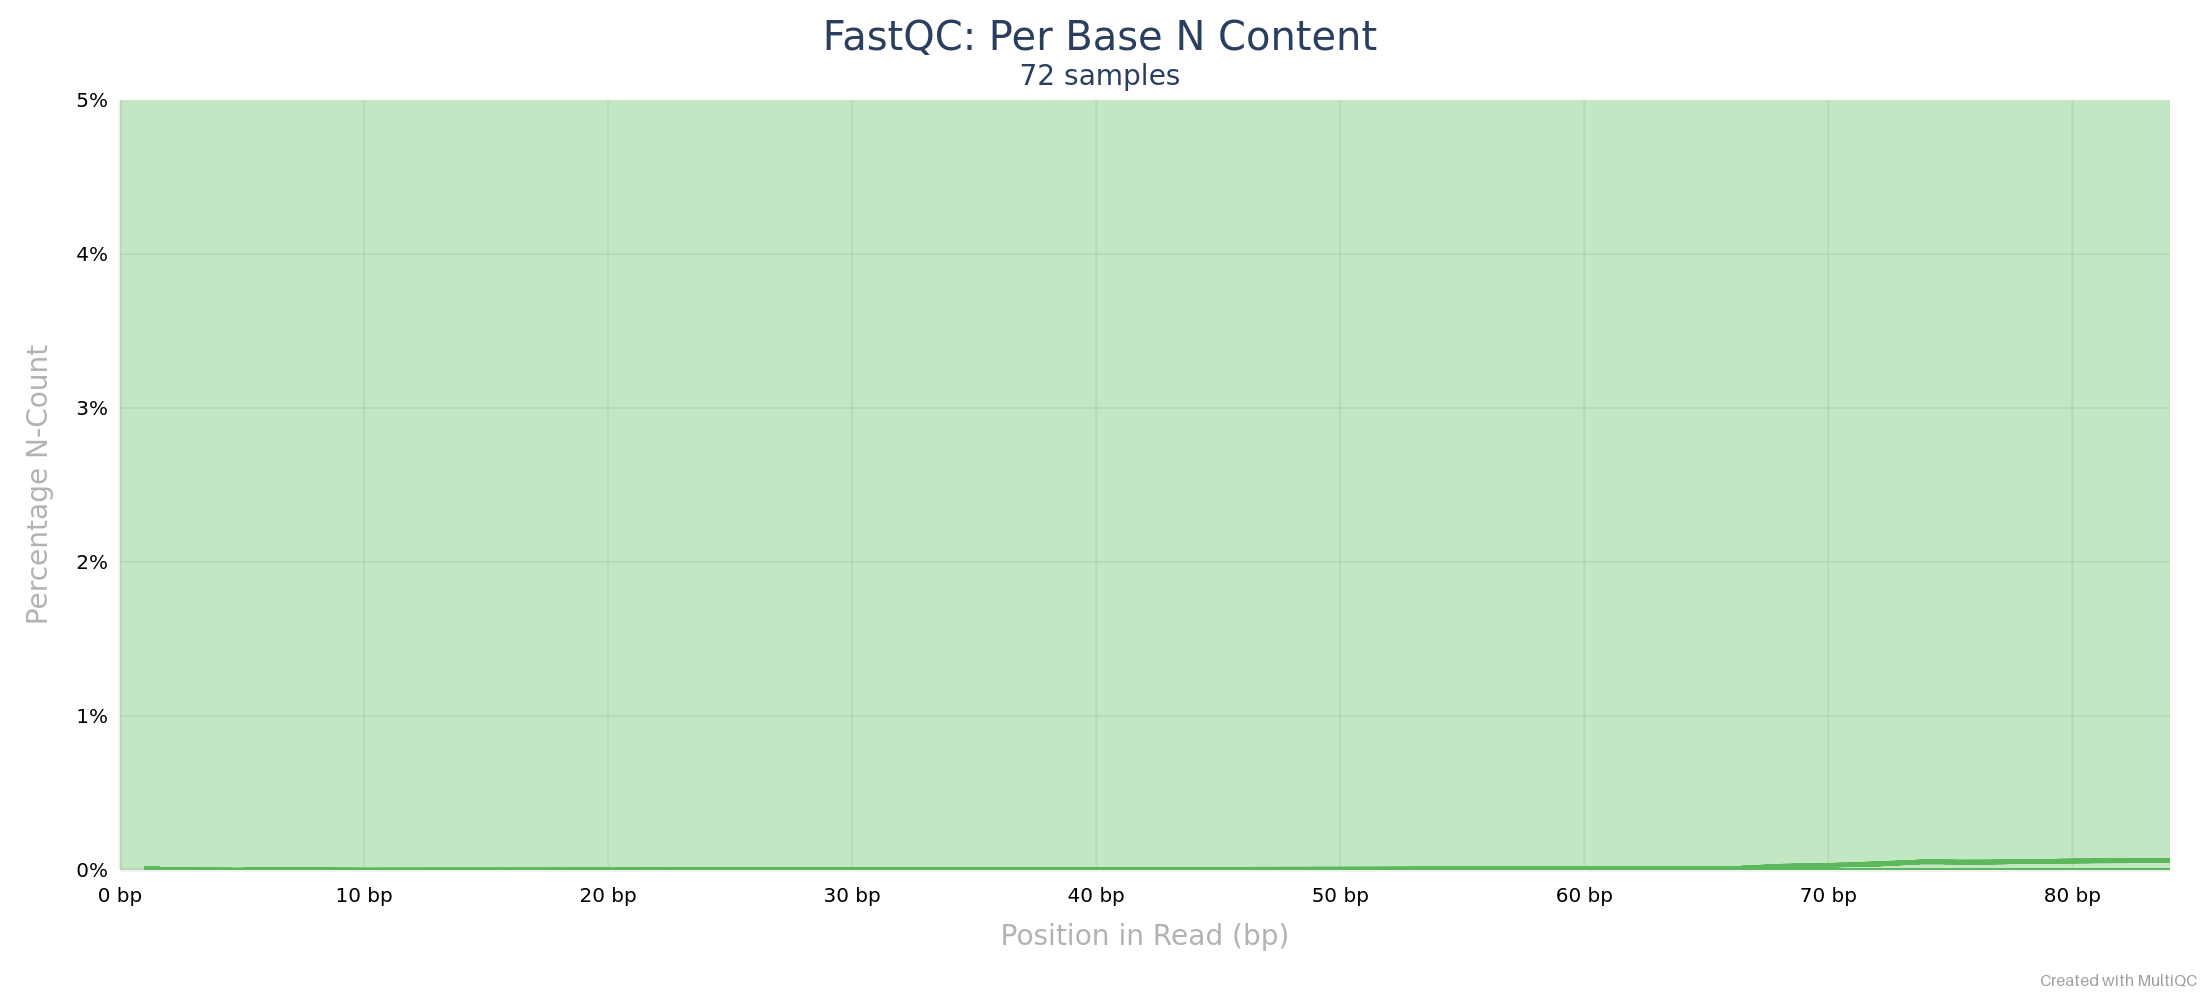 FastQC: Per Base N Content
72 samples
5%
4%
3%
2%
1%
0%
Percentage N-Count
0 bp
10 bp
20 bp
30 bp
40 bp
50 bp
60 bp
70 bp
80 bp
Position in Read (bp)
Created with MultiQC